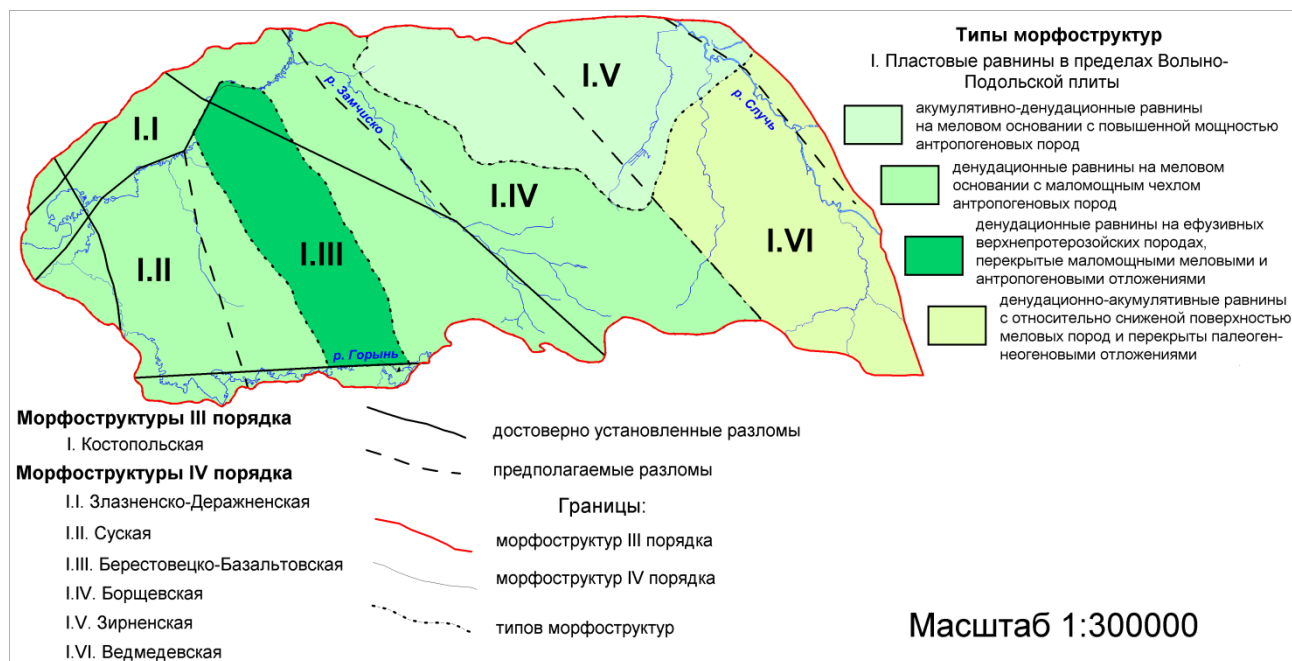 I.I
I.II
I.III
I.IV
I.V
I.VI
р. Замчиско
р. Случь
р. Горынь
Типы морфоструктур
I. Пластовые равнины в пределах Волыно-
Подольской плиты
акумулятивно-денудационные равнины
на меловом основании с повышенной мощностью
антропогеновых пород
денудационные равнины на меловом
основании с маломощным чехлом
антропогеновых пород
денудационные равнины на ефузивных
верхнепротерозойских породах,
перекрытые маломощными меловыми и
антропогеновыми отложениями
денудационно-акумулятивные равнины
с относительно сниженой поверхностью
меловых пород и перекрыты палеоген-
неогеновыми отложениями
Морфоструктуры III порядка
I. Костопольская
Морфоструктуры IV порядка
I.I. Злазненско-Деражненская
I.II. Суская
I.III. Берестовецко-Базальтовская
I.IV. Борщевская
I.V. Зирненская
I.VI. Ведмедевская
достоверно установленные разломы
предполагаемые разломы
Границы:
морфоструктур III порядка
морфоструктур IV порядка
типов морфоструктур
Масштаб 1:300000